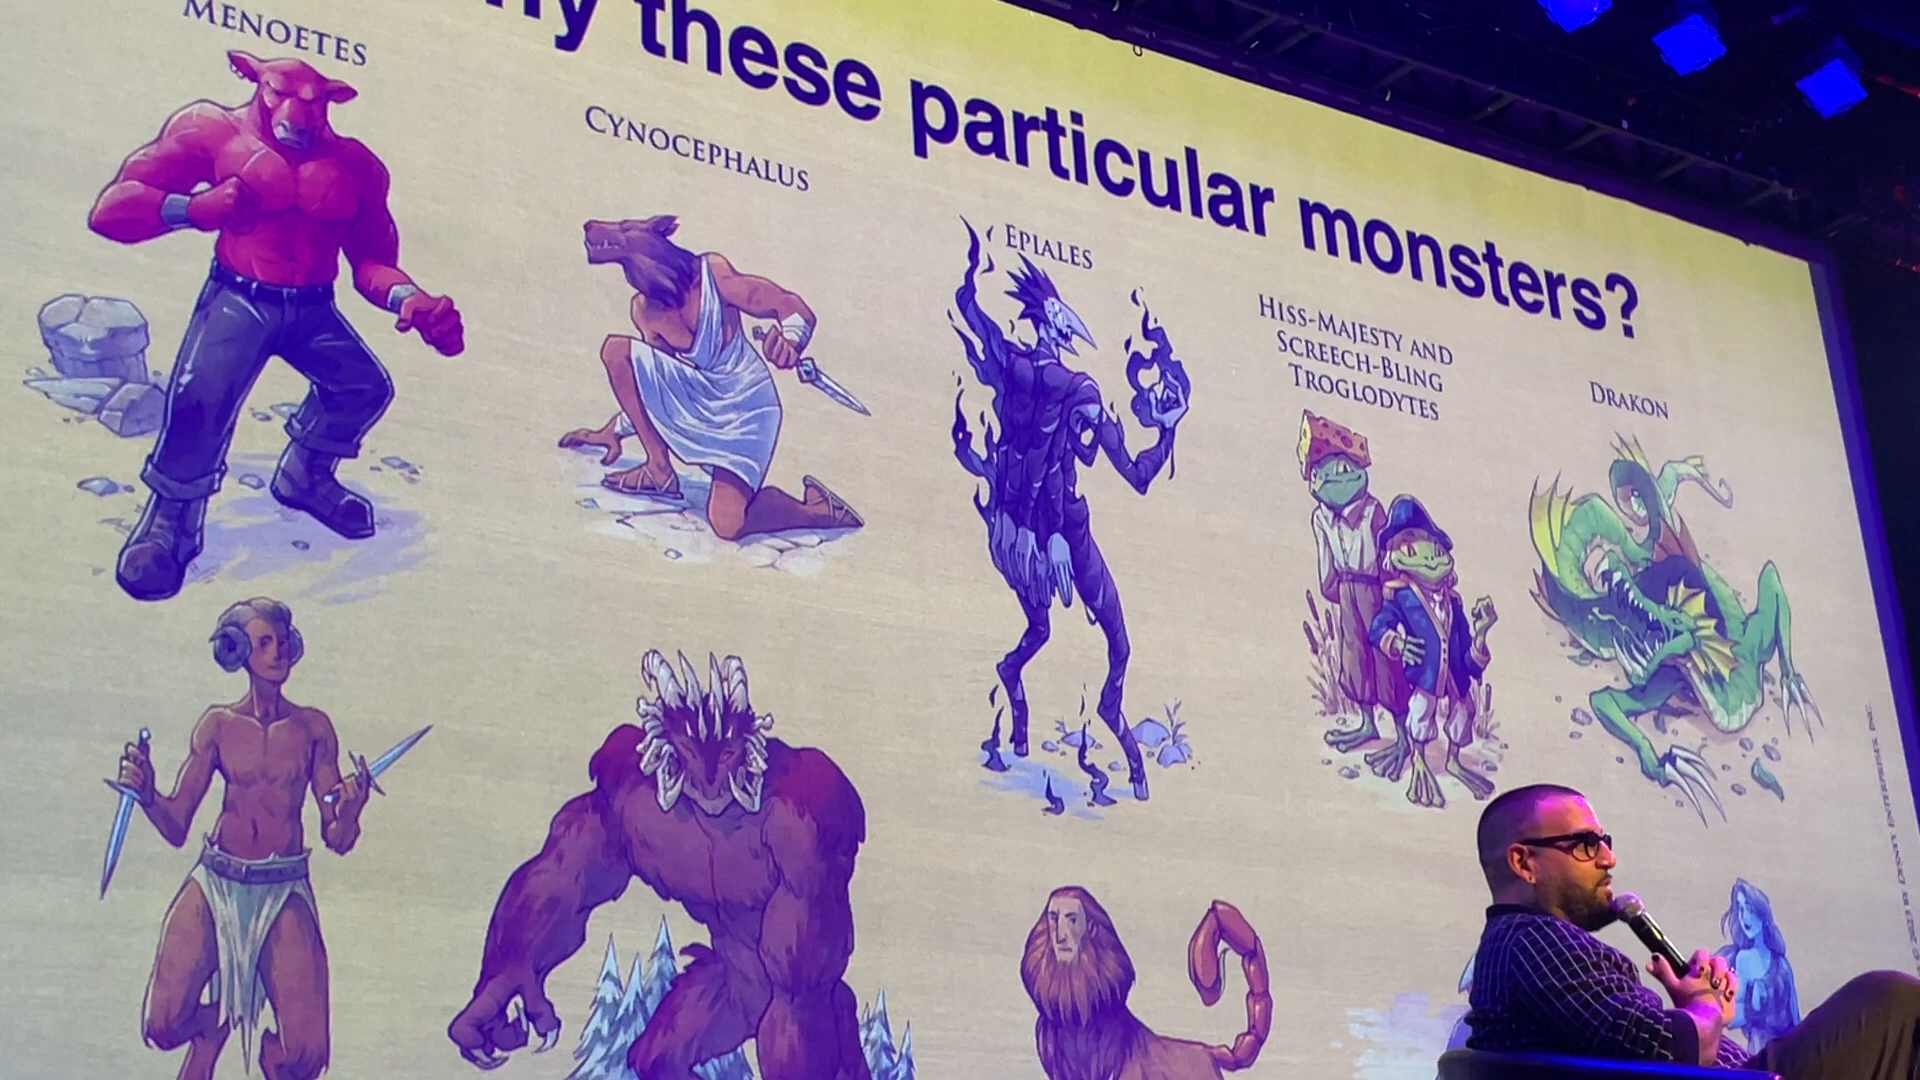 these particular monsters?
MENOETES
CYNOCEPHALUS
EPIALES
HISS-MAJESTY AND
SCREECH-BLING
TROGLODYTES
DRAKON